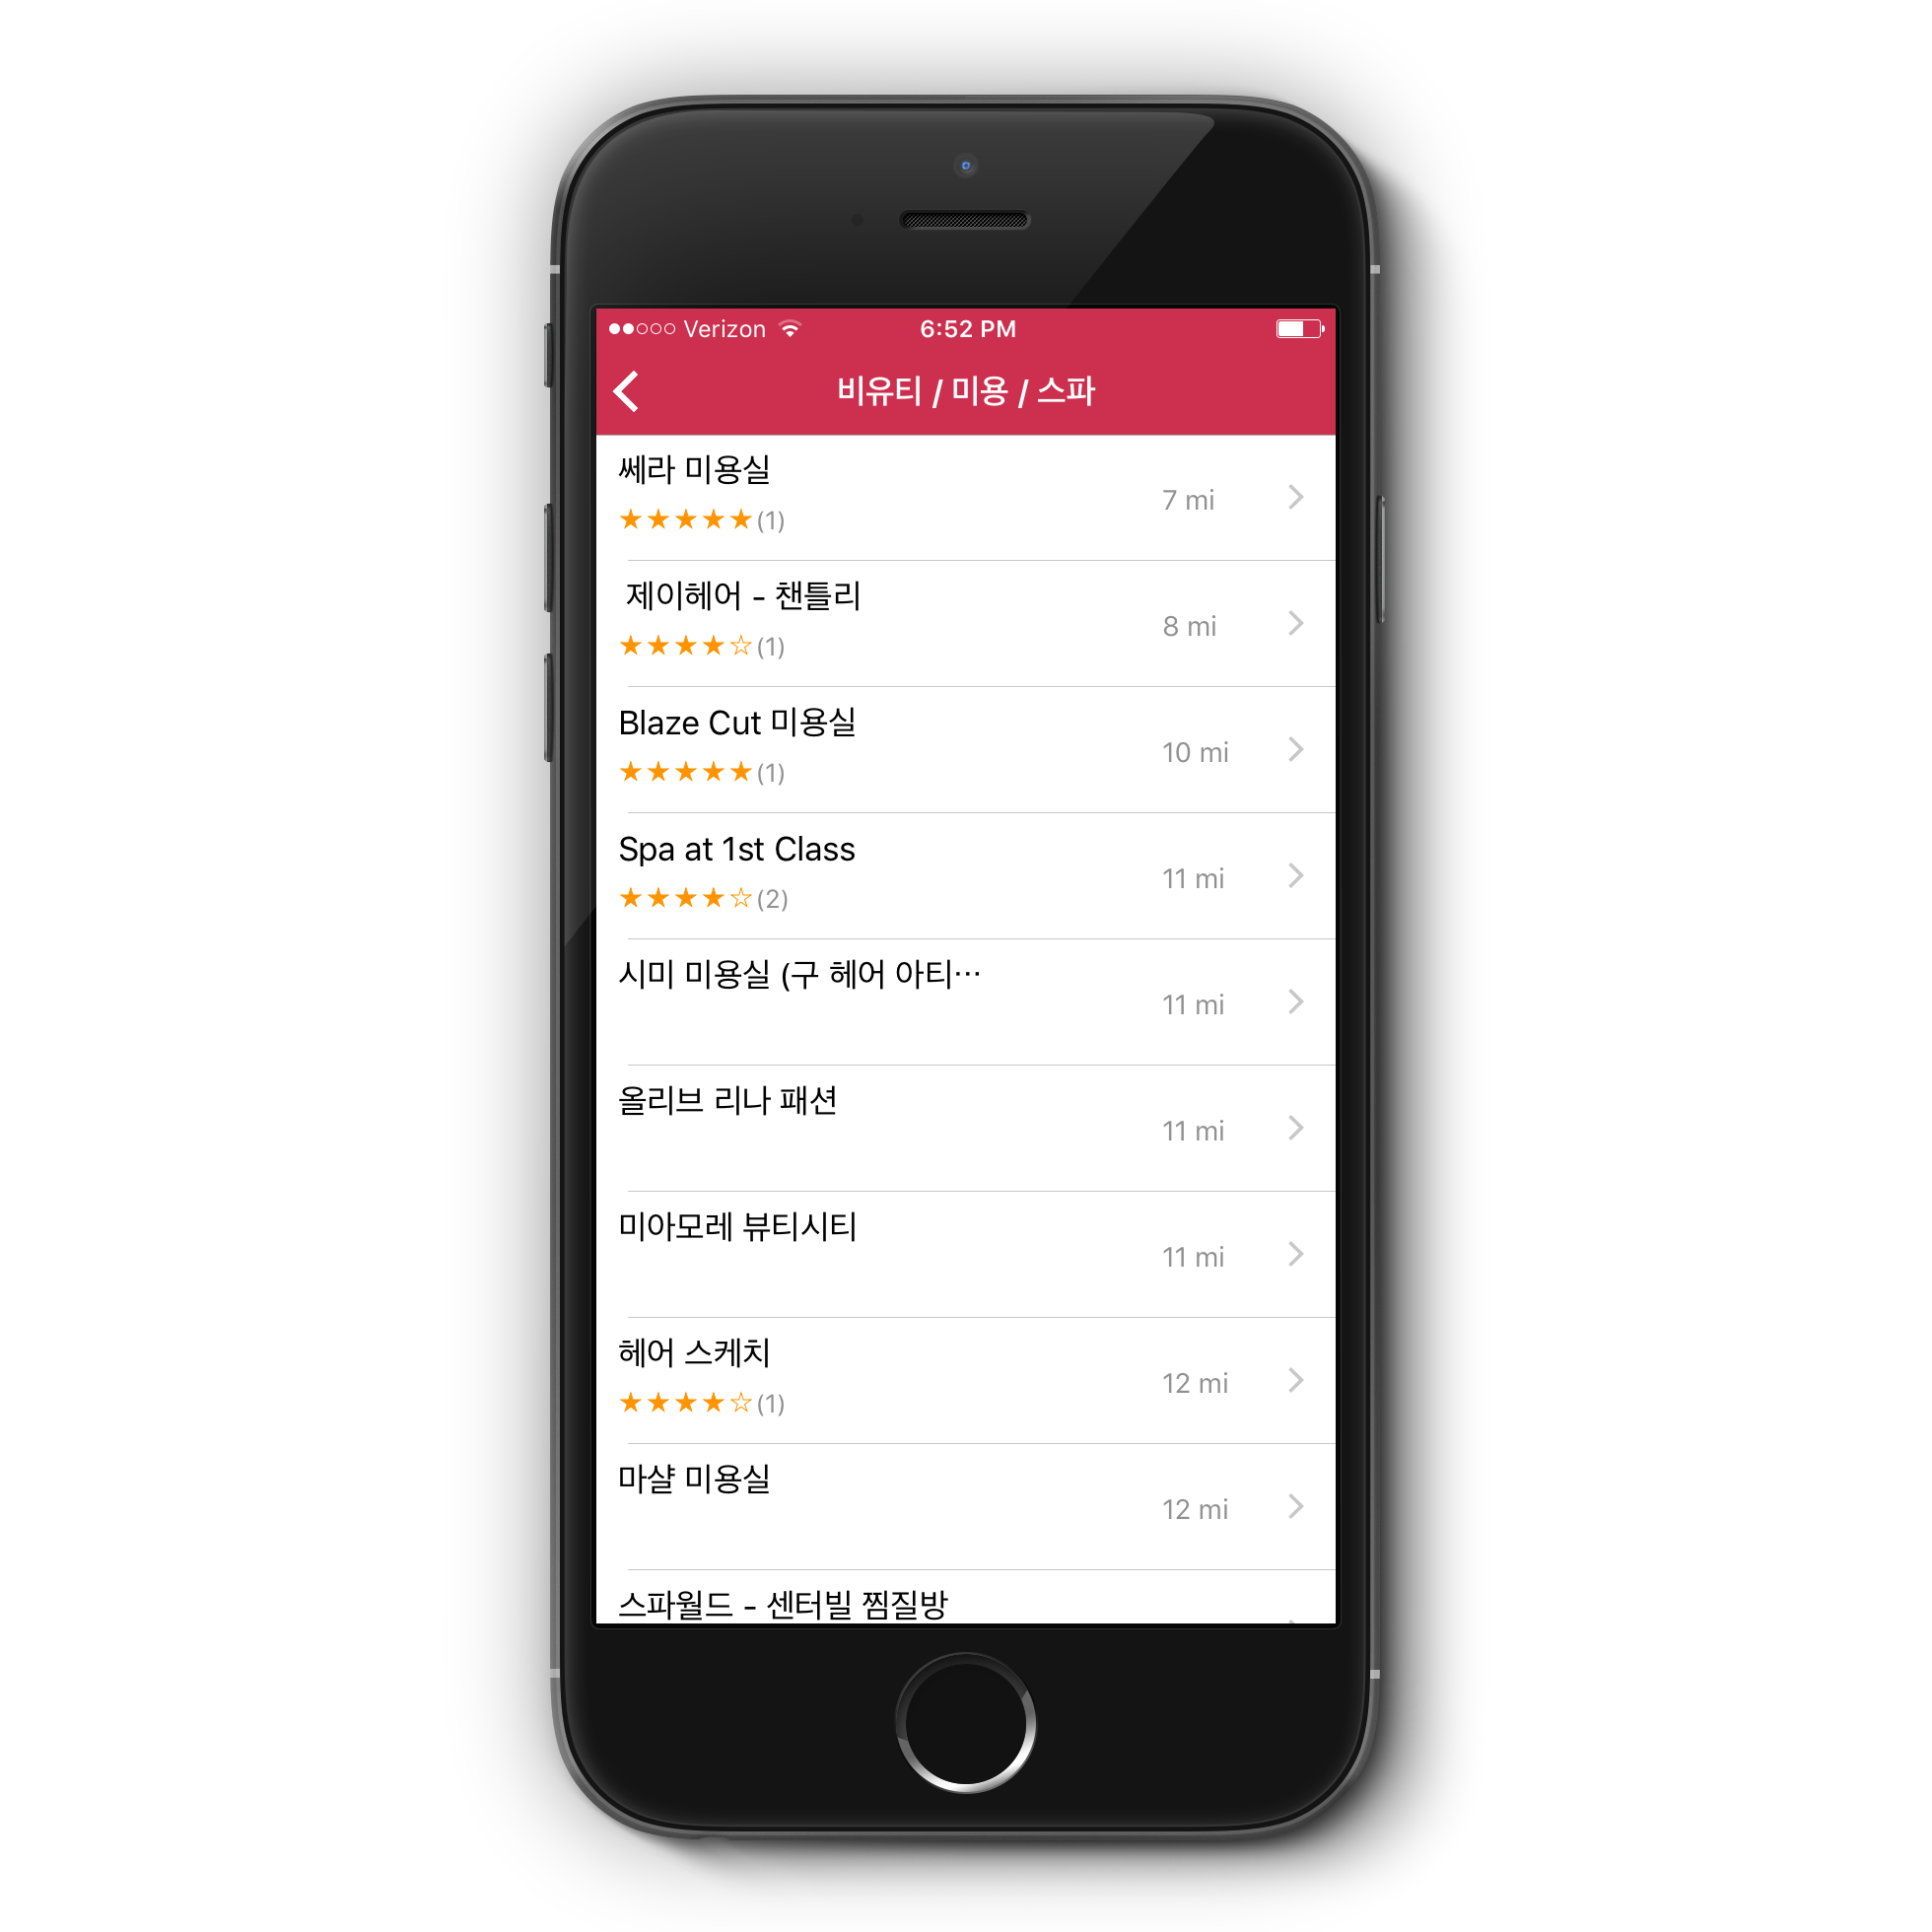 ●●○○○ Verizon 6:52 PM
비유티 / 미용 / 스파
쎄라 미용실
★★★★★(1)
7 mi
제이헤어 - 챈틀리
★★★★☆(1)
8 mi
Blaze Cut 미용실
★★★★★(1)
10 mi
Spa at 1st Class
★★★★☆(2)
11 mi
시미 미용실 (구 헤어 아티…
11 mi
올리브 리나 패션
11 mi
미아모레 뷰티시티
11 mi
헤어 스케치
★★★★☆(1)
12 mi
마샬 미용실
12 mi
스파월드 - 센터빌 찜질방